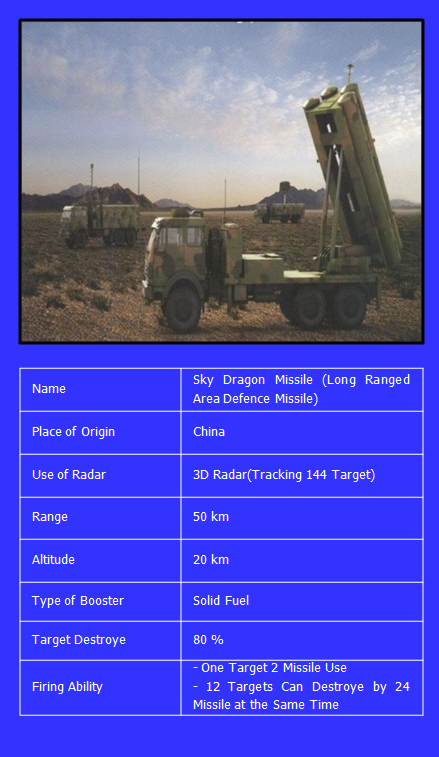 Name
Sky Dragon Missile (Long Ranged
Area Defence Missile)
Place of Origin
China
Use of Radar
3D Radar(Tracking 144 Target)
Range
50 km
Altitude
20 km
Type of Booster
Solid Fuel
Target Destroye
80 %
Firing Ability
- One Target 2 Missile Use
- 12 Targets Can Destroye by 24
Missile at the Same Time